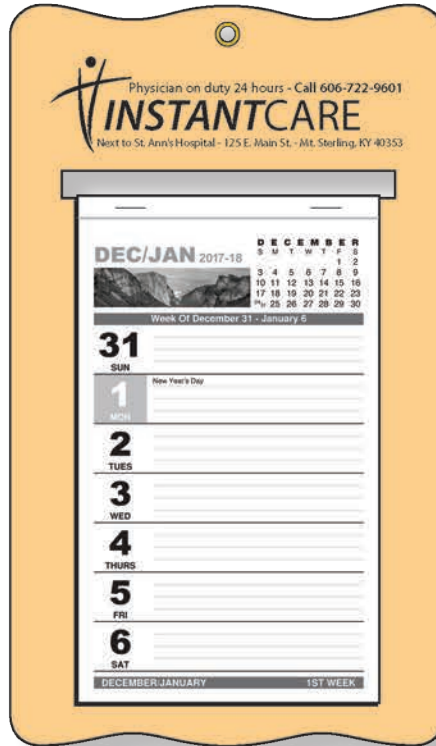 Physician on duty 24 hours - Call 606-722-9601
INSTANTCARE
Next to St. Ann's Hospital - 125 E. Main St. - Mt. Sterling, KY 40353
DEC/JAN 2017-18
DECEMBER
S M T W T F S
1 2
3 4 5 6 7 8 9
10 11 12 13 14 15 16
17 18 19 20 21 22 23
24/31 25 26 27 28 29 30
Week Of December 31 - January 6
31
SUN
1
New Year's Day
MON
2
TUES
3
WED
4
THURS
5
FRI
6
SAT
DECEMBER/JANUARY 1ST WEEK